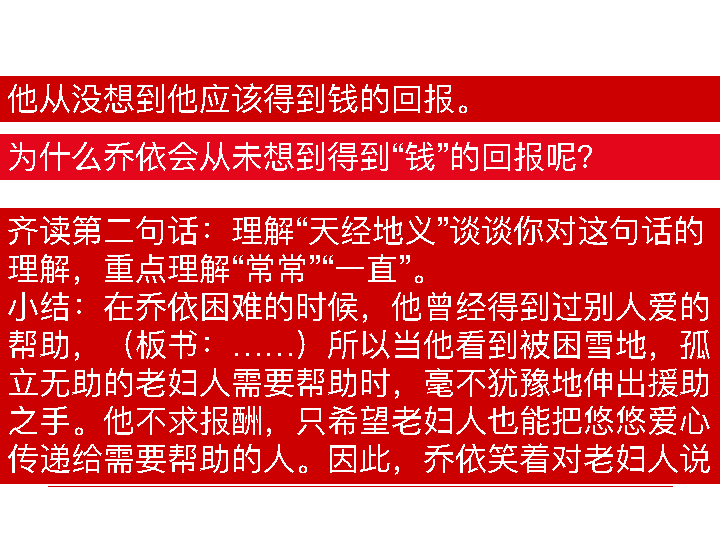 他从没想到他应该得到钱的回报。
为什么乔依会从未想到得到“钱”的回报呢？
齐读第二句话：理解“天经地义”谈谈你对这句话的
理解，重点理解“常常”“一直”。
小结：在乔依困难的时候，他曾经得到过别人爱的
帮助，（板书：……）所以当他看到被困雪地，孤
立无助的老妇人需要帮助时，毫不犹豫地伸出援助
之手。他不求报酬，只希望老妇人也能把悠悠爱心
传递给需要帮助的人。因此，乔依笑着对老妇人说